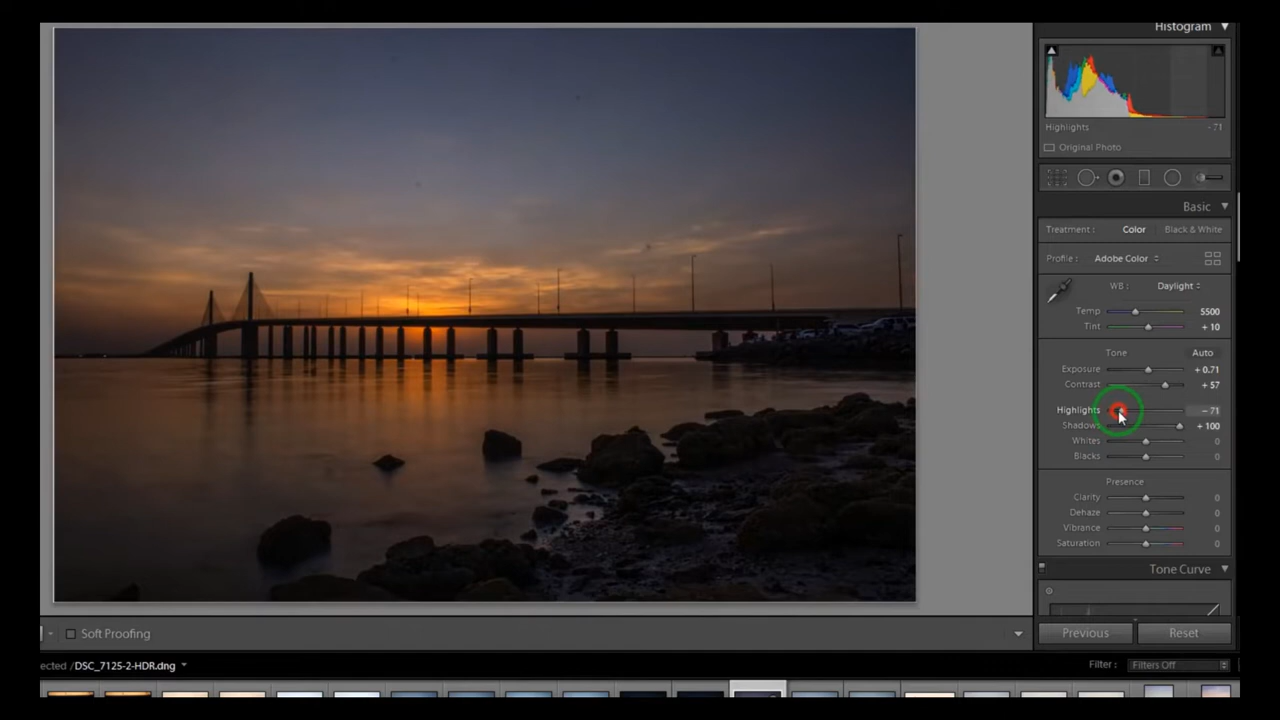 Histogram
Highlights - 71
Original Photo
Basic
Treatment : Color Black & White
Profile : Adobe Color
WB : Daylight
Temp 5500
Tint + 10
Tone Auto
Exposure + 0.71
Contrast + 57
Highlights - 71
Shadows + 100
Whites 0
Blacks 0
Presence
Clarity 0
Dehaze 0
Vibrance 0
Saturation 0
Tone Curve
Soft Proofing
Previous Reset
ected /DSC_7125-2-HDR.dng
Filter : Filters Off